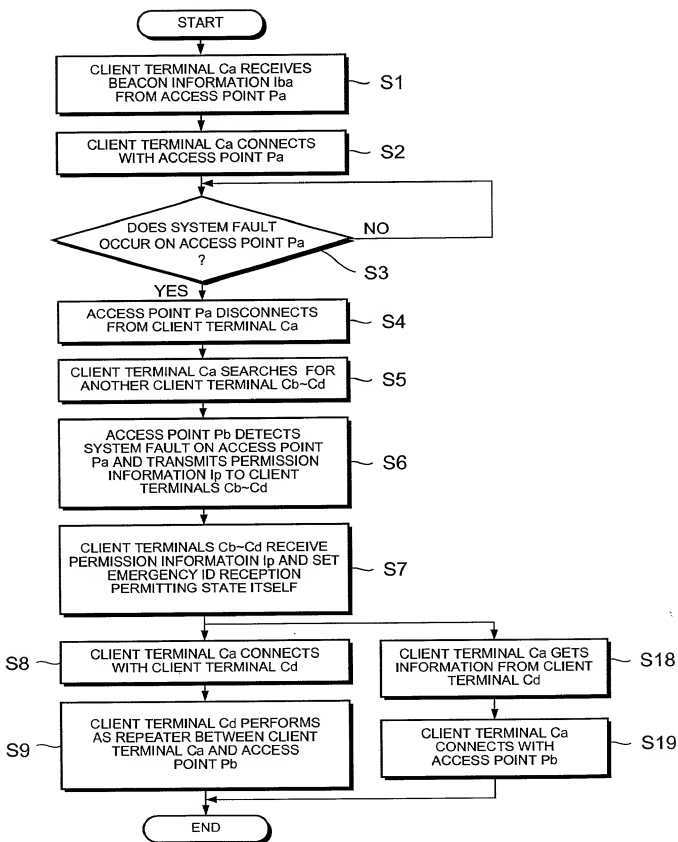 START
CLIENT TERMINAL Ca RECEIVES
BEACON INFORMATION Iba
FROM ACCESS POINT Pa
S1
CLIENT TERMINAL Ca CONNECTS
WITH ACCESS POINT Pa
S2
DOES SYSTEM FAULT
OCCUR ON ACCESS POINT Pa
?
NO
S3
YES
ACCESS POINT Pa DISCONNECTS
FROM CLIENT TERMINAL Ca
S4
CLIENT TERMINAL Ca SEARCHES FOR
ANOTHER CLIENT TERMINAL Cb~Cd
S5
ACCESS POINT Pb DETECTS
SYSTEM FAULT ON ACCESS POINT
Pa AND TRANSMITS PERMISSION
INFORMATION Ip TO CLIENT
TERMINALS Cb~Cd
S6
CLIENT TERMINALS Cb~Cd RECEIVE
PERMISSION INFORMATOIN Ip AND SET
EMERGENCY ID RECEPTION
PERMITTING STATE ITSELF
S7
S8
CLIENT TERMINAL Ca CONNECTS
WITH CLIENT TERMINAL Cd
S9
CLIENT TERMINAL Cd PERFORMS
AS REPEATER BETWEEN CLIENT
TERMINAL Ca AND ACCESS
POINT Pb
CLIENT TERMINAL Ca GETS
INFORMATION FROM CLIENT
TERMINAL Cd
S18
CLIENT TERMINAL Ca
CONNECTS WITH
ACCESS POINT Pb
S19
END